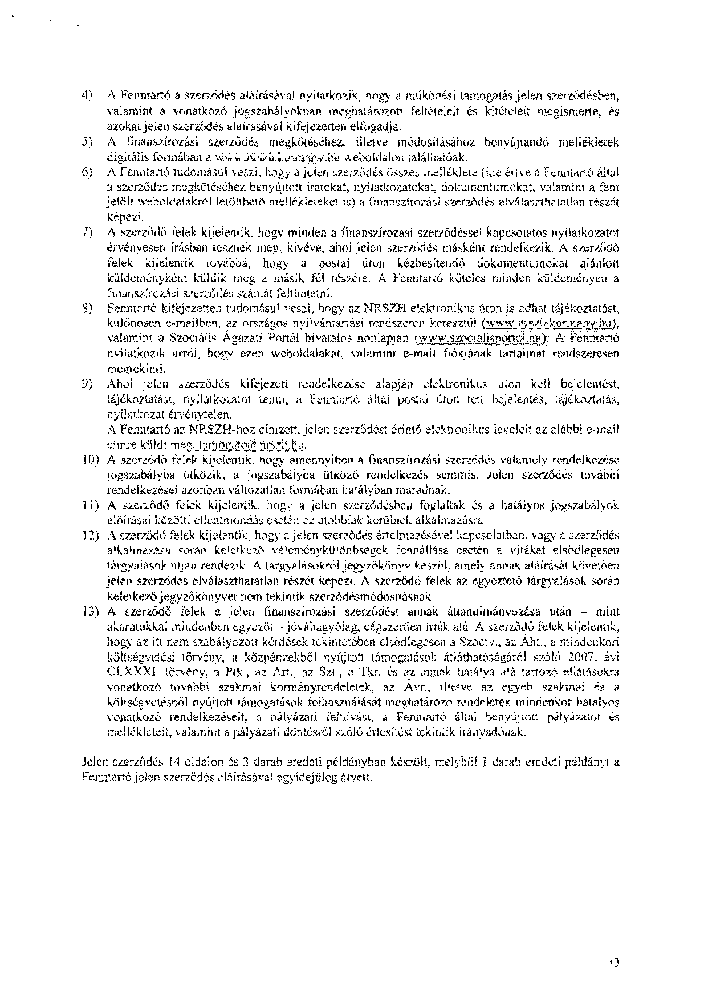 4) A Fenntartó a szerződés aláírásával nyilatkozik, hogy a működési támogatás jelen szerződésben,
valamint a vonatkozó jogszabályokban meghatározott feltételeit és kitételeit megismerte, és
azokat jelen szerződés aláírásával kifejezetten elfogadja.
5) A finanszírozási szerződés megkötéséhez, illetve módosításához benyújtandó mellékletek
digitális formában a www.nrszh.kormany.hu weboldalon találhatóak.
6) A Fenntartó tudomásul veszi, hogy a jelen szerződés összes melléklete (ide értve a Fenntartó által
a szerződés megkötéséhez benyújtott iratokat, nyilatkozatokat, dokumentumokat, valamint a fent
jelölt weboldalakról letölthető mellékleteket is) a finanszírozási szerződés elválaszthatatlan részét
képezi.
7) A szerződő felek kijelentik, hogy minden a finanszírozási szerződéssel kapcsolatos nyilatkozatot
érvényesen írásban tesznek meg, kivéve, ahol jelen szerződés másként rendelkezik. A szerződő
felek kijelentik továbbá, hogy a postai úton kézbesítendő dokumentumokat ajánlott
küldeményként küldik meg a másik fél részére. A Fenntartó köteles minden küldeményen a
finanszírozási szerződés számát feltüntetni.
8) Fenntartó kifejezetten tudomásul veszi, hogy az NRSZH elektronikus úton is adhat tájékoztatást,
különösen e-mailben, az országos nyilvántartási rendszeren keresztül (www.nrszh.kormany.hu),
valamint a Szociális Ágazati Portál hivatalos honlapján (www.szocialisportal.hu). A Fenntartó
nyilatkozik arról, hogy ezen weboldalakat, valamint e-mail fiókjának tartalmát rendszeresen
megtekinti.
9) Ahol jelen szerződés kifejezett rendelkezése alapján elektronikus úton kell bejelentést,
tájékoztatást, nyilatkozatot tenni, a Fenntartó által postai úton tett bejelentés, tájékoztatás,
nyilatkozat érvénytelen.
A Fenntartó az NRSZH-hoz címzett, jelen szerződést érintő elektronikus leveleit az alábbi e-mail
címre küldi meg: tamogato@nrszh.hu.
10) A szerződő felek kijelentik, hogy amennyiben a finanszírozási szerződés valamely rendelkezése
jogszabályba ütközik, a jogszabályba ütköző rendelkezés semmis. Jelen szerződés további
rendelkezései azonban változatlan formában hatályban maradnak.
11) A szerződő felek kijelentik, hogy a jelen szerződésben foglaltak és a hatályos jogszabályok
előírásai közötti ellentmondás esetén ez utóbbiak kerülnek alkalmazásra.
12) A szerződő felek kijelentik, hogy a jelen szerződés értelmezésével kapcsolatban, vagy a szerződés
alkalmazása során keletkező véleménykülönbségek fennállása esetén a vitákat elsődlegesen
tárgyalások útján rendezik. A tárgyalásokról jegyzőkönyv készül, amely annak aláírását követően
jelen szerződés elválaszthatatlan részét képezi. A szerződő felek az egyeztető tárgyalások során
keletkező jegyzőkönyvet nem tekintik szerződésmódosításnak.
13) A szerződő felek a jelen finanszírozási szerződést annak áttanulmányozása után – mint
akaratukkal mindenben egyezőt – jóváhagyólag, cégszerűen írták alá. A szerződő felek kijelentik,
hogy az itt nem szabályozott kérdések tekintetében elsődlegesen a Szoctv., az Áht., a mindenkori
költségvetési törvény, a közpénzekből nyújtott támogatások átláthatóságáról szóló 2007. évi
CLXXXI. törvény, a Ptk., az Art., az Szt., a Tkr. és az annak hatálya alá tartozó ellátásokra
vonatkozó további szakmai kormányrendeletek, az Ávr., illetve az egyéb szakmai és a
költségvetésből nyújtott támogatások felhasználását meghatározó rendeletek mindenkor hatályos
vonatkozó rendelkezéseit, a pályázati felhívást, a Fenntartó által benyújtott pályázatot és
mellékleteit, valamint a pályázati döntésről szóló értesítést tekintik irányadónak.
Jelen szerződés 14 oldalon és 3 darab eredeti példányban készült, melyből 1 darab eredeti példányt a
Fenntartó jelen szerződés aláírásával egyidejűleg átvett.
13